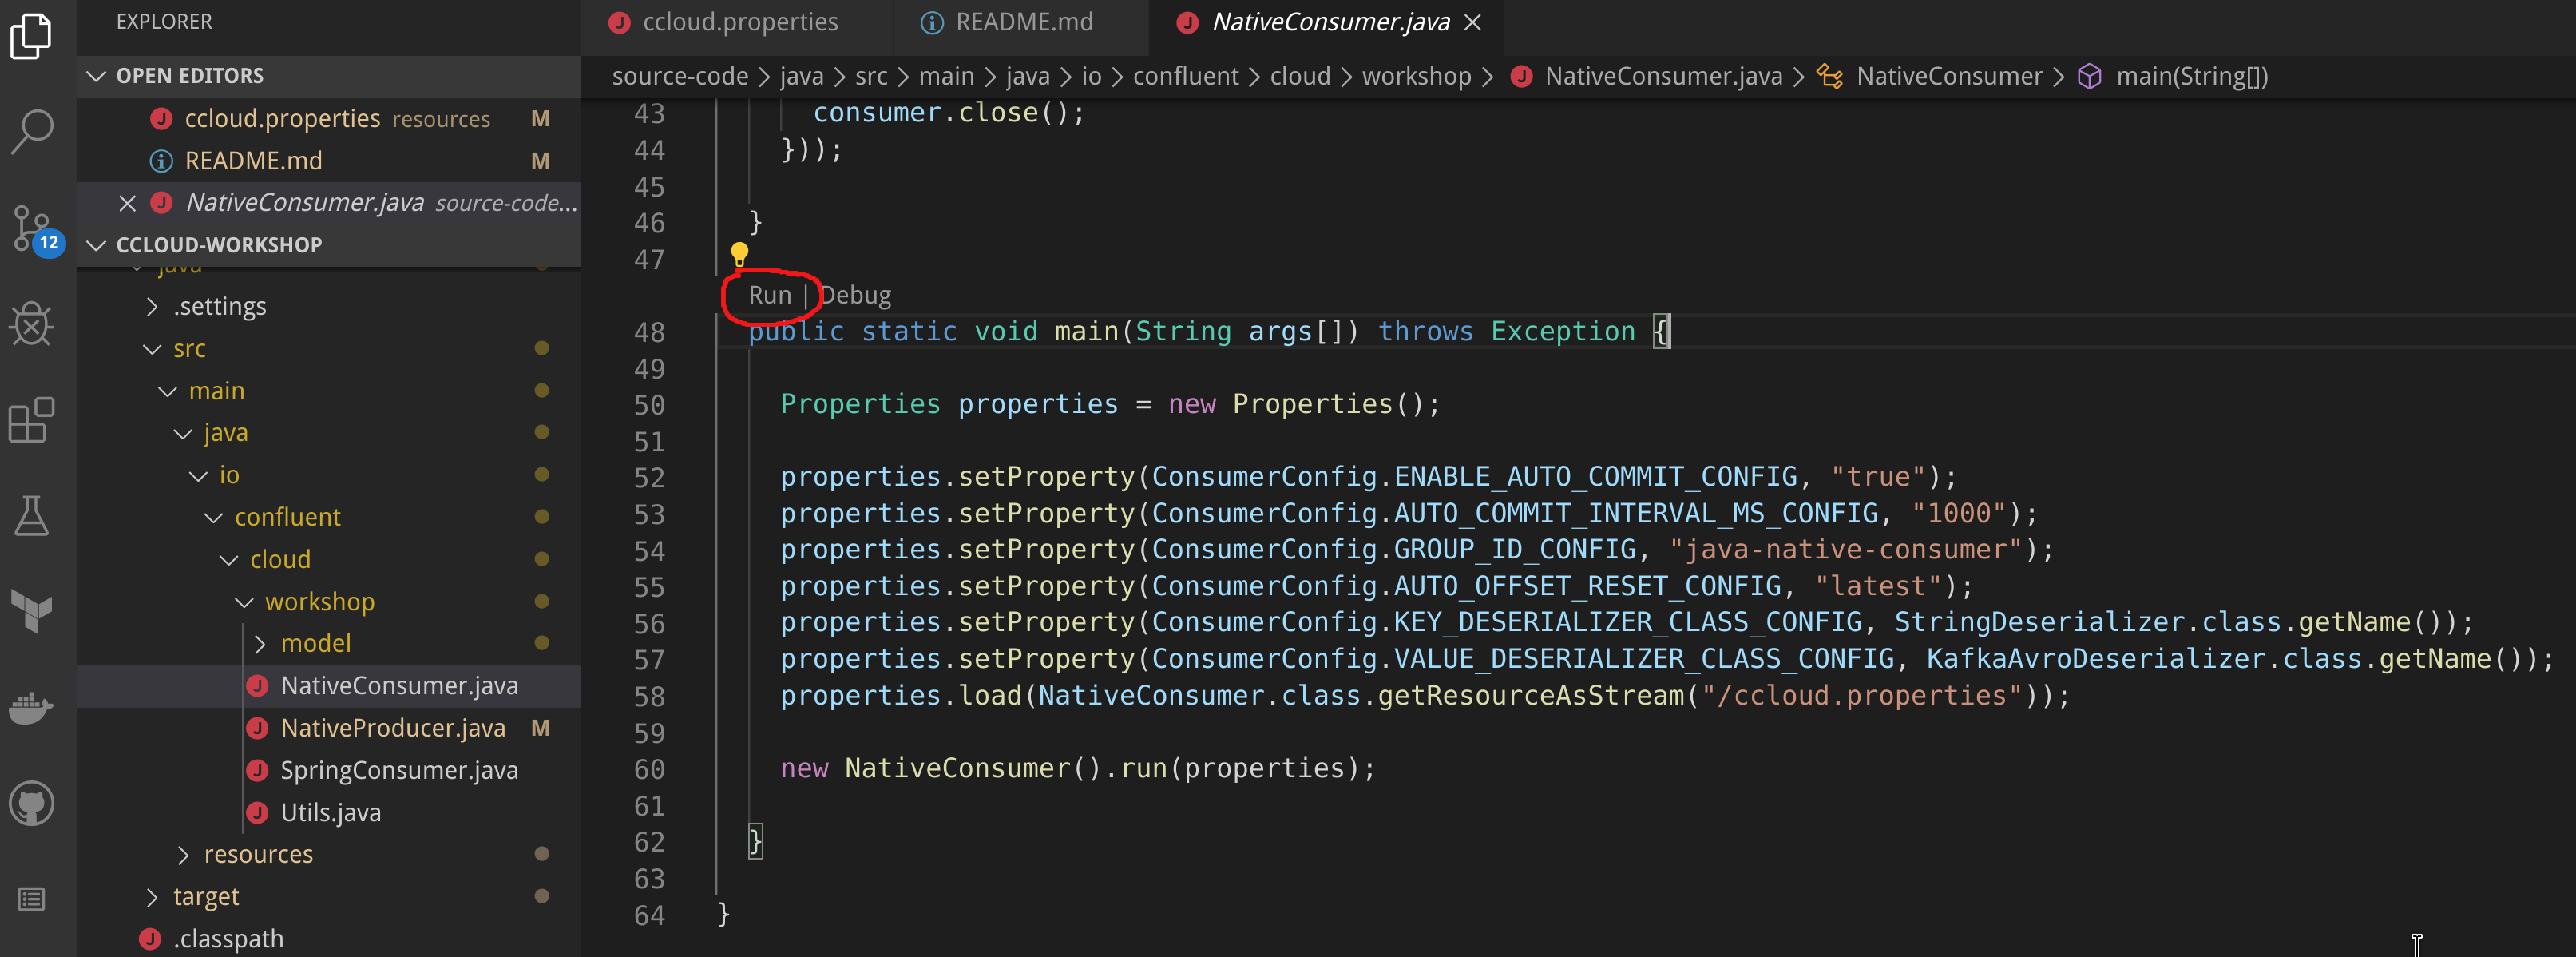 EXPLORER
OPEN EDITORS
ccloud.properties resources M
README.md M
NativeConsumer.java source-code...
12
CCLOUD-WORKSHOP
java
.settings
src
main
java
io
confluent
cloud
workshop
model
NativeConsumer.java
NativeProducer.java M
SpringConsumer.java
Utils.java
resources
target
.classpath
ccloud.properties README.md NativeConsumer.java
source-code > java > src > main > java > io > confluent > cloud > workshop > NativeConsumer.java > NativeConsumer > main(String[])
43 consumer.close();
44 }));
45
46 }
47
Run | Debug
48 public static void main(String args[]) throws Exception {
49
50 Properties properties = new Properties();
51
52 properties.setProperty(ConsumerConfig.ENABLE_AUTO_COMMIT_CONFIG, "true");
53 properties.setProperty(ConsumerConfig.AUTO_COMMIT_INTERVAL_MS_CONFIG, "1000");
54 properties.setProperty(ConsumerConfig.GROUP_ID_CONFIG, "java-native-consumer");
55 properties.setProperty(ConsumerConfig.AUTO_OFFSET_RESET_CONFIG, "latest");
56 properties.setProperty(ConsumerConfig.KEY_DESERIALIZER_CLASS_CONFIG, StringDeserializer.class.getName());
57 properties.setProperty(ConsumerConfig.VALUE_DESERIALIZER_CLASS_CONFIG, KafkaAvroDeserializer.class.getName());
58 properties.load(NativeConsumer.class.getResourceAsStream("/ccloud.properties"));
59
60 new NativeConsumer().run(properties);
61
62 }
63
64 }